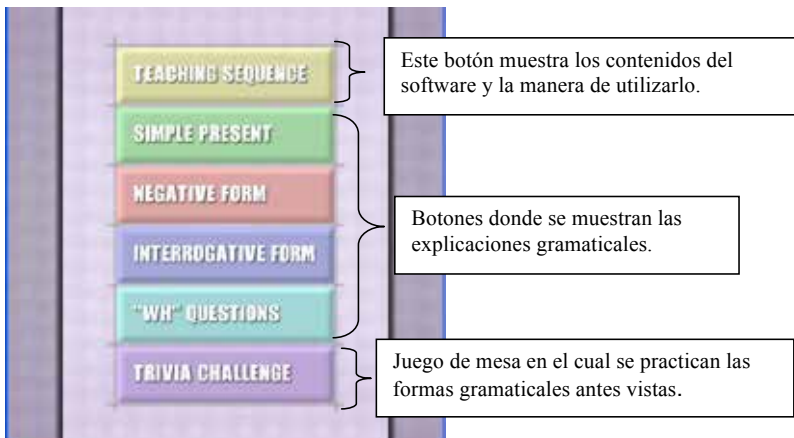 TEACHING SEQUENCE
Este botón muestra los contenidos del
software y la manera de utilizarlo.
SIMPLE PRESENT
NEGATIVE FORM
INTERROGATIVE FORM
"WH" QUESTIONS
Botones donde se muestran las
explicaciones gramaticales.
TRIVIA CHALLENGE
Juego de mesa en el cual se practican las
formas gramaticales antes vistas.